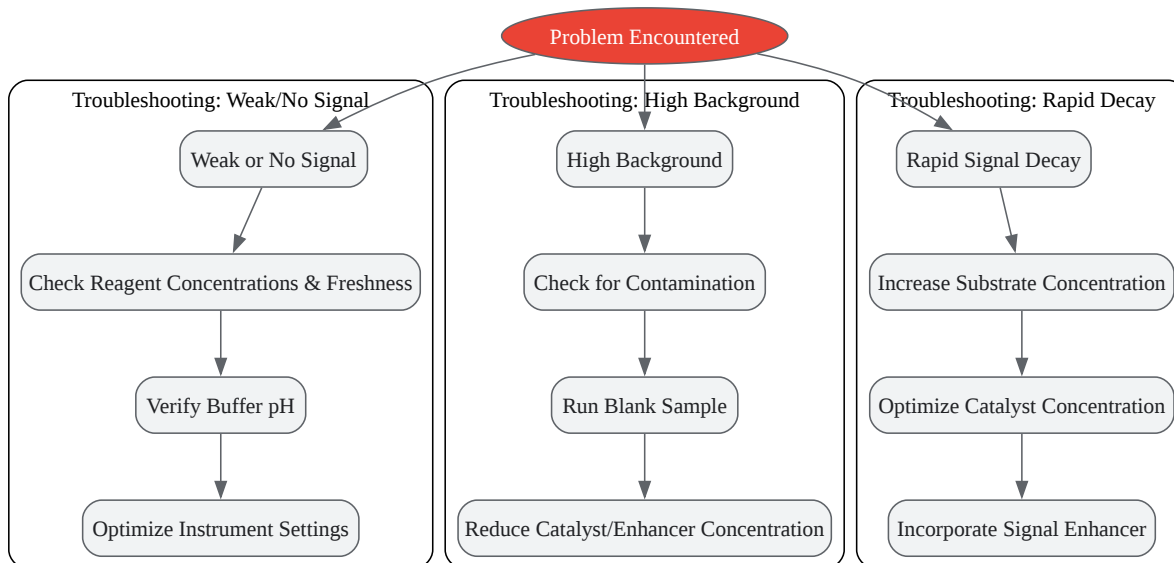 Problem Encountered
Troubleshooting: Weak/No Signal
Weak or No Signal
Check Reagent Concentrations & Freshness
Verify Buffer pH
Optimize Instrument Settings
Troubleshooting: High Background
High Background
Check for Contamination
Run Blank Sample
Reduce Catalyst/Enhancer Concentration
Troubleshooting: Rapid Decay
Rapid Signal Decay
Increase Substrate Concentration
Optimize Catalyst Concentration
Incorporate Signal Enhancer